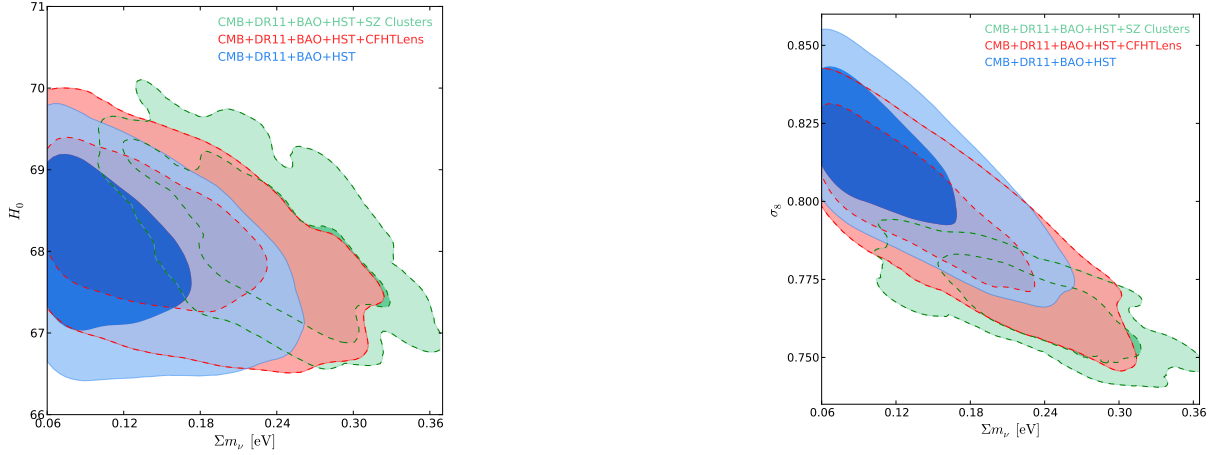 71
70
69
68
67
66
H₀
0.06
0.12
0.18
0.24
0.30
0.36
Σmν [eV]
CMB+DR11+BAO+HST+SZ Clusters
CMB+DR11+BAO+HST+CFHTLens
CMB+DR11+BAO+HST
0.850
0.825
0.800
0.775
0.750
σ₈
0.06
0.12
0.18
0.24
0.30
0.36
Σmν [eV]
CMB+DR11+BAO+HST+SZ Clusters
CMB+DR11+BAO+HST+CFHTLens
CMB+DR11+BAO+HST